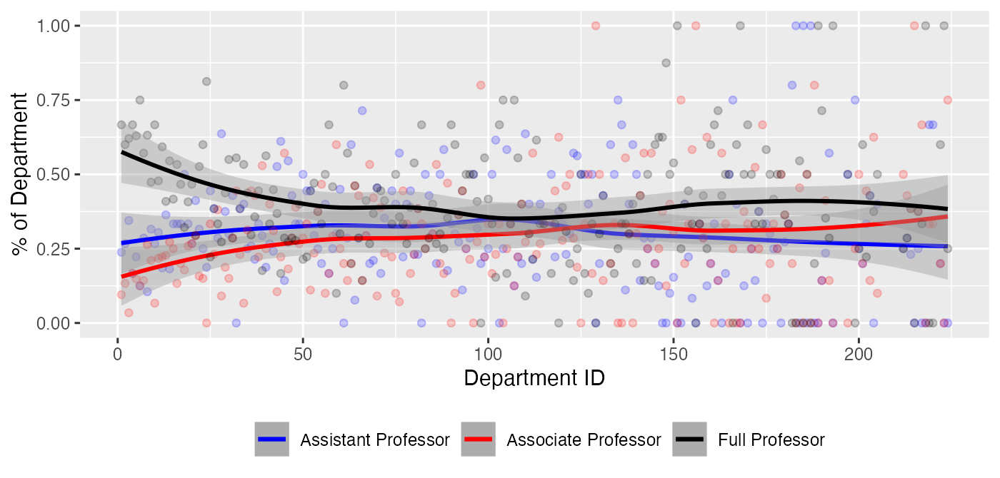 1.00
0.75
0.50
0.25
0.00
% of Department
0 50 100 150 200
Department ID
Assistant Professor Associate Professor Full Professor